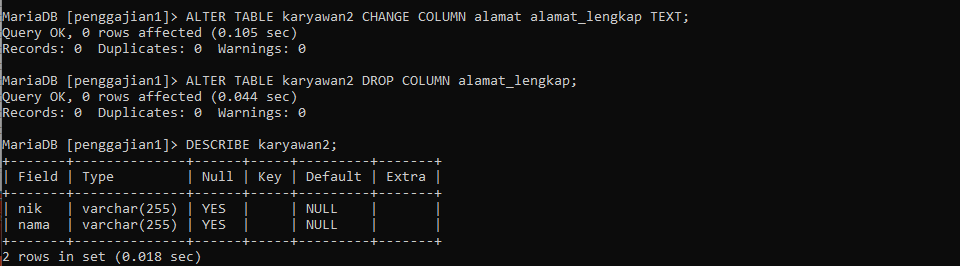 MariaDB [penggajian1]> ALTER TABLE karyawan2 CHANGE COLUMN alamat alamat_lengkap TEXT;
Query OK, 0 rows affected (0.105 sec)
Records: 0  Duplicates: 0  Warnings: 0

MariaDB [penggajian1]> ALTER TABLE karyawan2 DROP COLUMN alamat_lengkap;
Query OK, 0 rows affected (0.044 sec)
Records: 0  Duplicates: 0  Warnings: 0

MariaDB [penggajian1]> DESCRIBE karyawan2;
+-------+--------------+------+-----+---------+-------+
| Field | Type         | Null | Key | Default | Extra |
+-------+--------------+------+-----+---------+-------+
| nik   | varchar(255) | YES  |     | NULL    |       |
| nama  | varchar(255) | YES  |     | NULL    |       |
+-------+--------------+------+-----+---------+-------+
2 rows in set (0.018 sec)